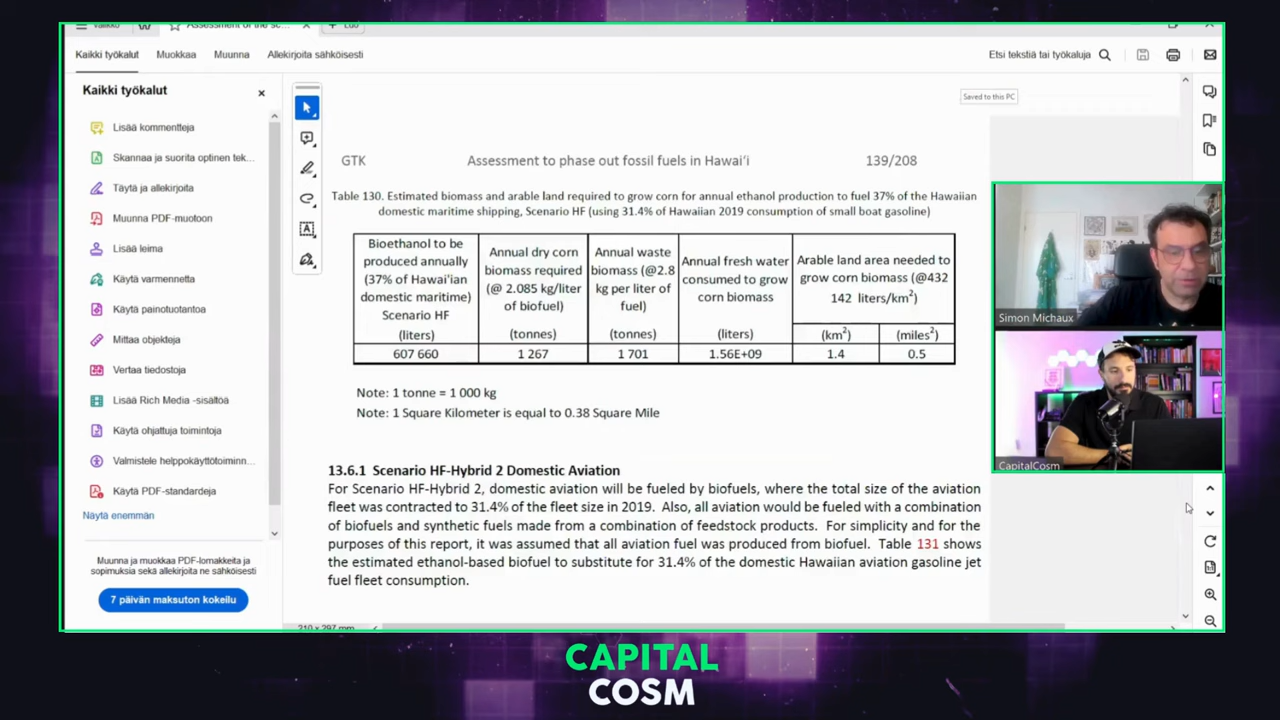 Valikko
Assessment of the sc...
Luo
Kaikki työkalut
Muokkaa
Muunna
Allekirjoita sähköisesti
Etsi tekstiä tai työkaluja
Kaikki työkalut
Saved to this PC
Lisää kommentteja
Skannaa ja suorita optinen tek...
Täytä ja allekirjoita
Muunna PDF-muotoon
Lisää leima
Käytä varmennetta
Käytä painotuotantoa
Mittaa objekteja
Vertaa tiedostoja
Lisää Rich Media -sisältöä
Käytä ohjattuja toimintoja
Valmistele helppokäyttötoiminn...
Käytä PDF-standardeja
Näytä enemmän
Muunna ja muokkaa PDF-lomakkeita ja
sopimuksia sekä allekirjoita ne sähköisesti
7 päivän maksuton kokeilu
GTK Assessment to phase out fossil fuels in Hawai'i 139/208
Table 130. Estimated biomass and arable land required to grow corn for annual ethanol production to fuel 37% of the Hawaiian
domestic maritime shipping, Scenario HF (using 31.4% of Hawaiian 2019 consumption of small boat gasoline)
Bioethanol to be
produced annually
(37% of Hawai'ian
domestic maritime)
Scenario HF
(liters)
Annual dry corn
biomass required
(@ 2.085 kg/liter
of biofuel)
(tonnes)
Annual waste
biomass (@2.8
kg per liter of
fuel)
(tonnes)
Annual fresh water
consumed to grow
corn biomass
(liters)
Arable land area needed to
grow corn biomass (@432
142 liters/km²)
(km²) (miles²)
607 660 1 267 1 701 1.56E+09 1.4 0.5
Note: 1 tonne = 1 000 kg
Note: 1 Square Kilometer is equal to 0.38 Square Mile
13.6.1 Scenario HF-Hybrid 2 Domestic Aviation
For Scenario HF-Hybrid 2, domestic aviation will be fueled by biofuels, where the total size of the aviation
fleet was contracted to 31.4% of the fleet size in 2019. Also, all aviation would be fueled with a combination
of biofuels and synthetic fuels made from a combination of feedstock products. For simplicity and for the
purposes of this report, it was assumed that all aviation fuel was produced from biofuel. Table 131 shows
the estimated ethanol-based biofuel to substitute for 31.4% of the domestic Hawaiian aviation gasoline jet
fuel fleet consumption.
210 x 297 mm
Simon Michaux
CapitalCosm
CAPITAL
COSM